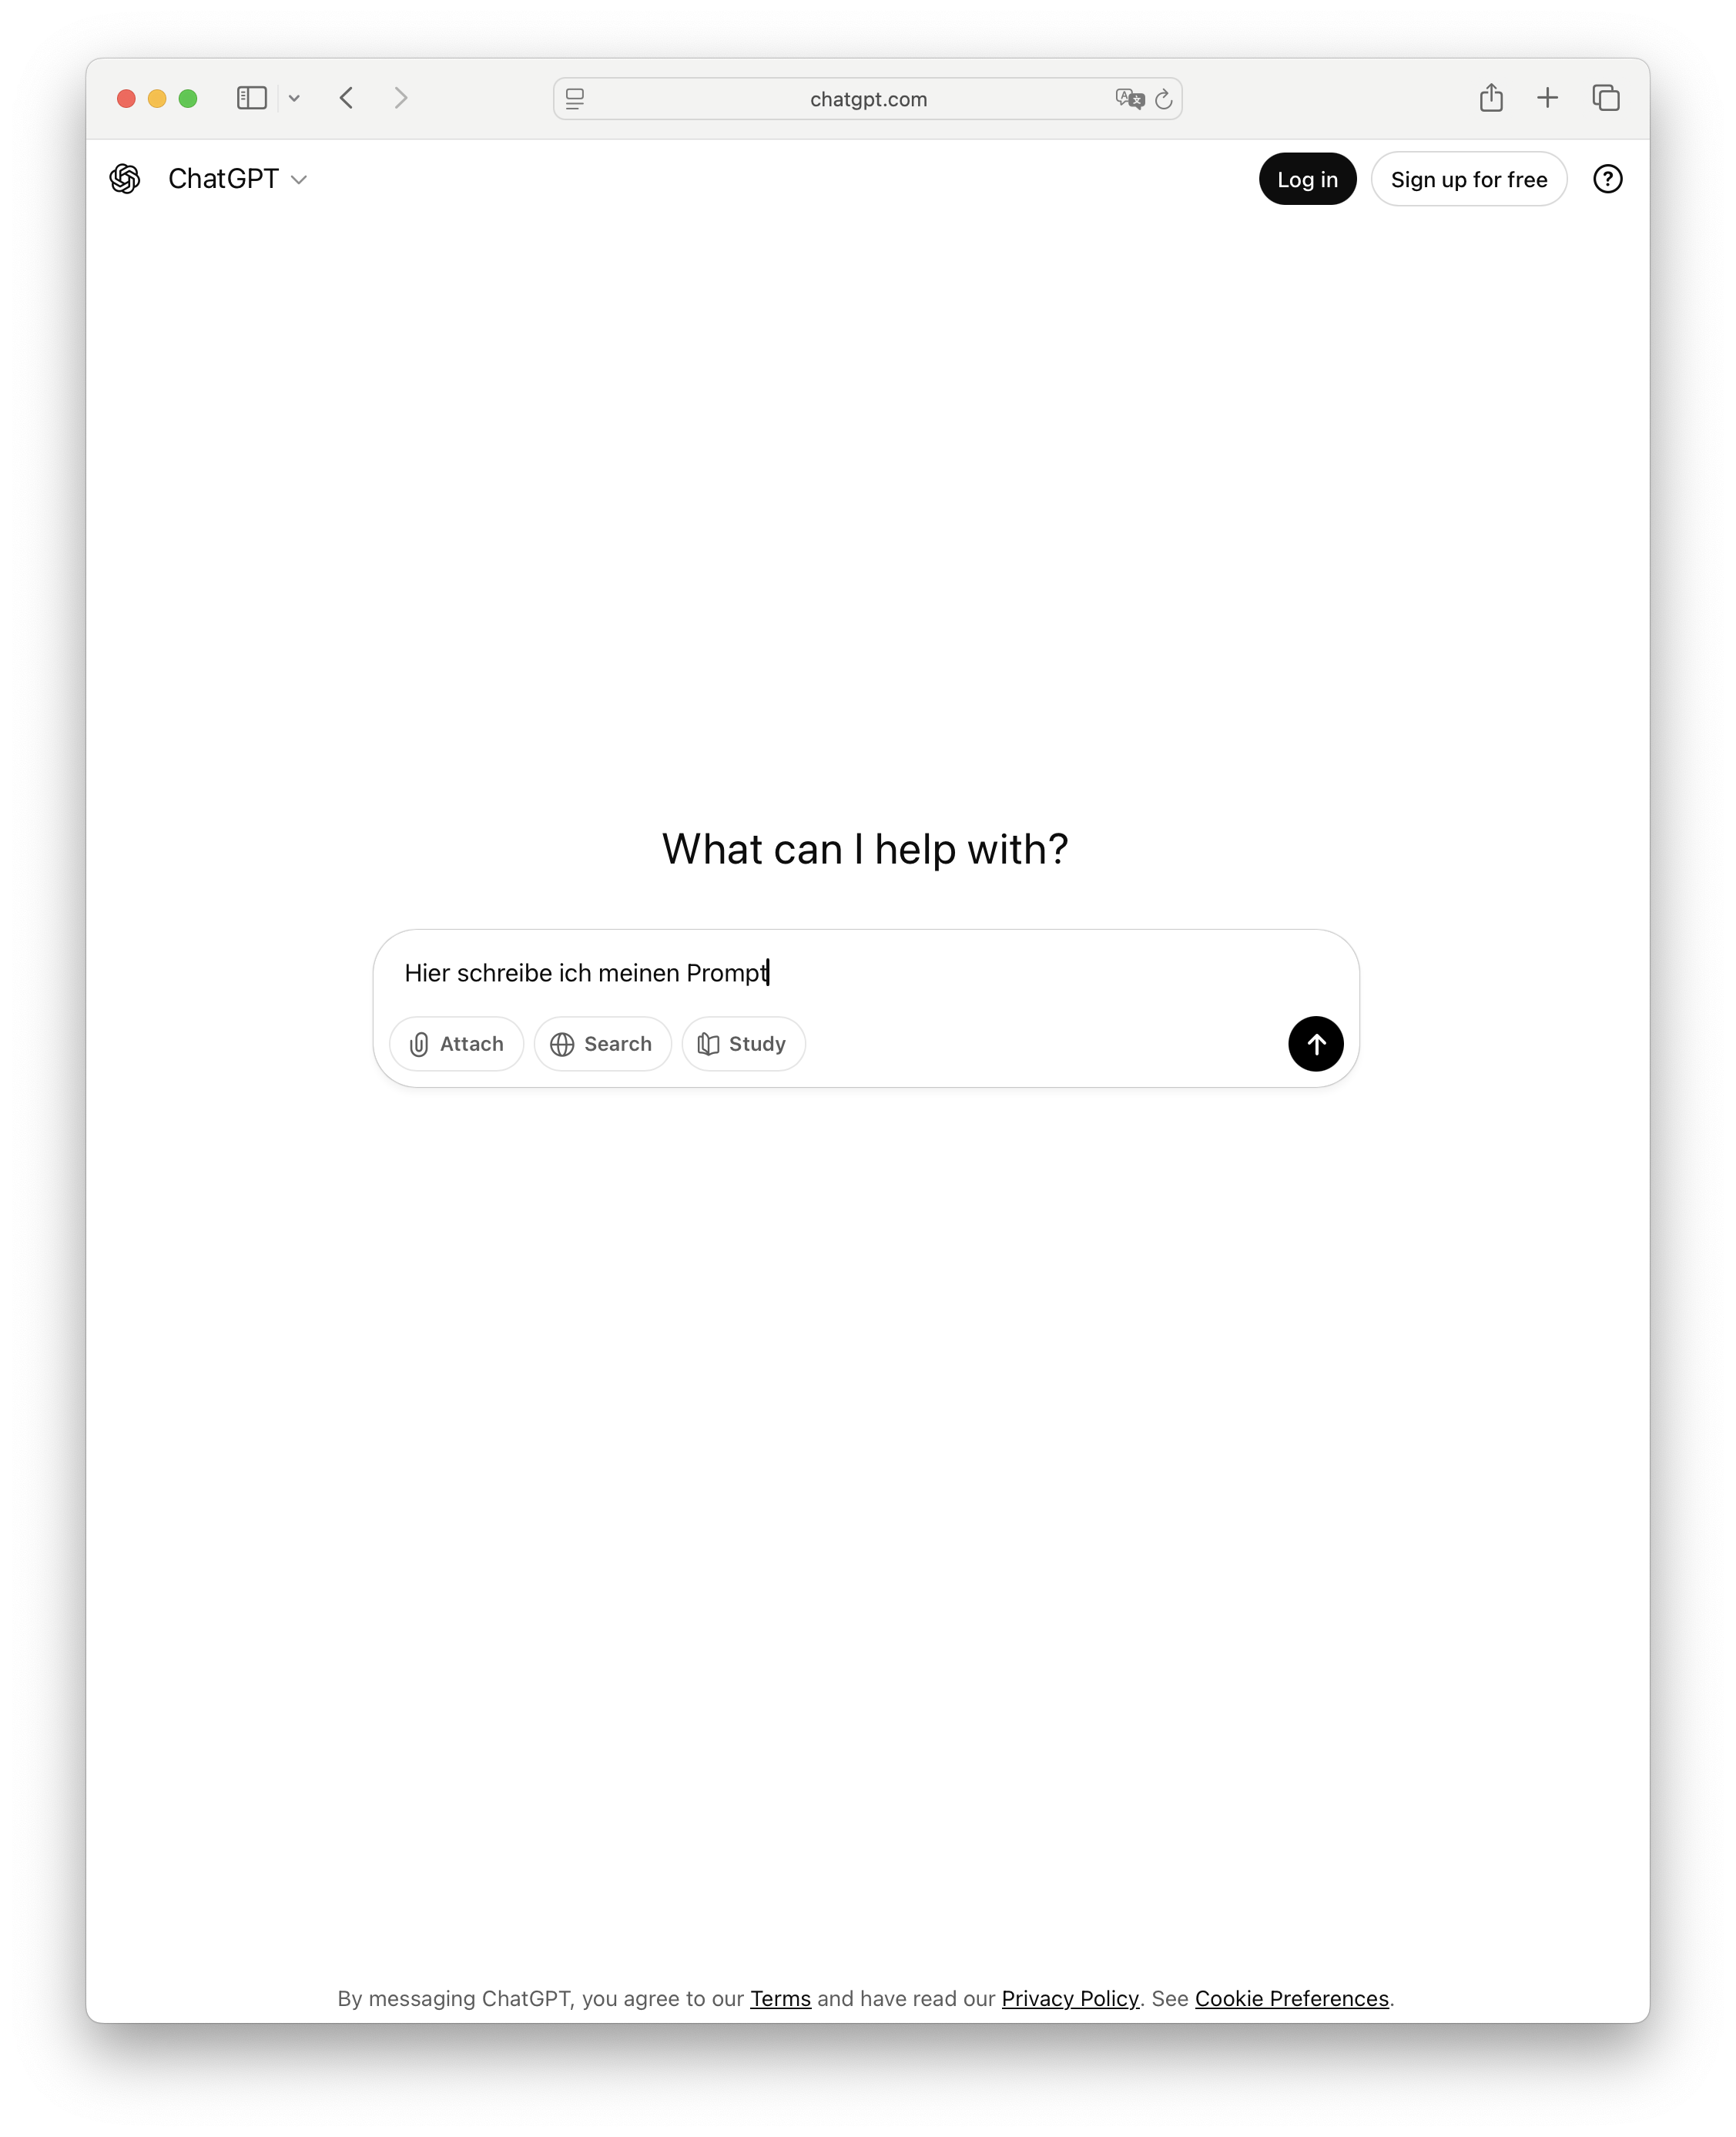 chatgpt.com
ChatGPT
Log in
Sign up for free
What can I help with?
Hier schreibe ich meinen Prompt
Attach
Search
Study
By messaging ChatGPT, you agree to our Terms and have read our Privacy Policy. See Cookie Preferences.